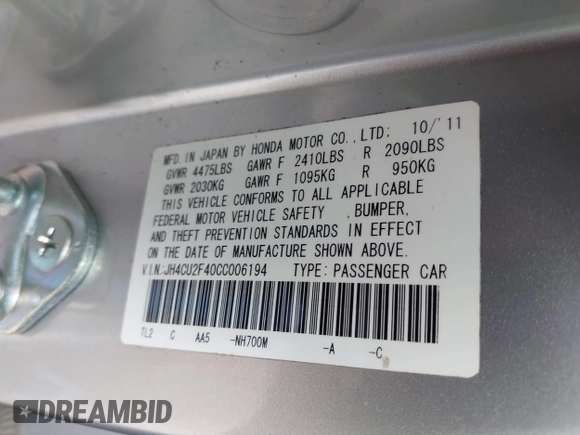 MFD. IN JAPAN BY HONDA MOTOR CO., LTD: 10/'11
GVWR 4475LBS GAWR F 2410LBS R 2090LBS
GVWR 2030KG GAWR F 1095KG R 950KG
THIS VEHICLE CONFORMS TO ALL APPLICABLE
FEDERAL MOTOR VEHICLE SAFETY , BUMPER,
AND THEFT PREVENTION STANDARDS IN EFFECT
ON THE DATE OF MANUFACTURE SHOWN ABOVE.
V.I.N.:JH4CU2F40CC006194 TYPE: PASSENGER CAR
TL2 C AA5 -NH700M -A -C
DREAMBID